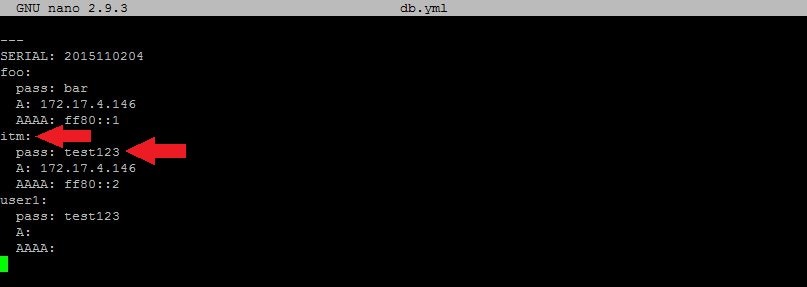 GNU nano 2.9.3 db.yml
---
SERIAL: 2015110204
foo:
  pass: bar
  A: 172.17.4.146
  AAAA: ff80::1
itm:
  pass: test123
  A: 172.17.4.146
  AAAA: ff80::2
user1:
  pass: test123
  A:
  AAAA: